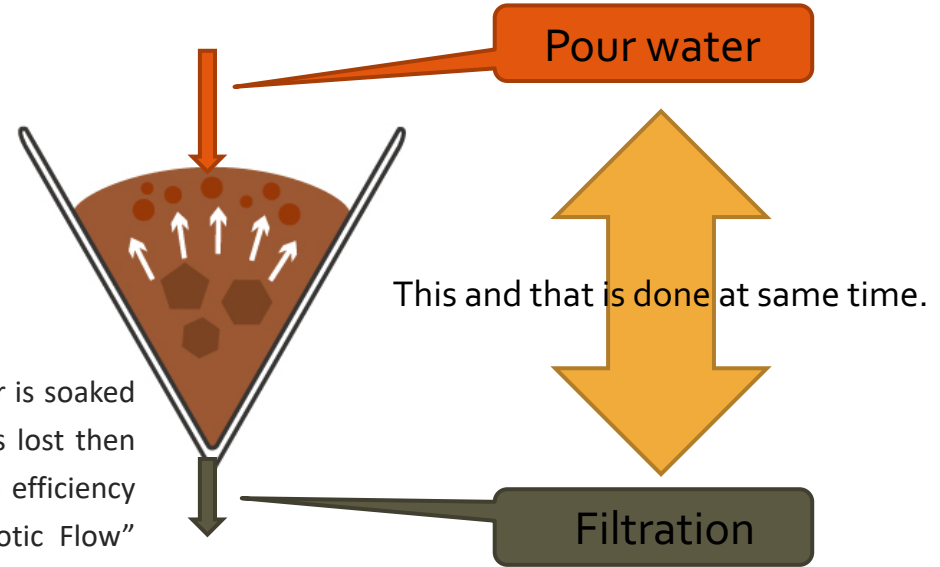 Pour water
This and that is done at same time.
r is soaked
s lost then
efficiency
otic Flow”
Filtration